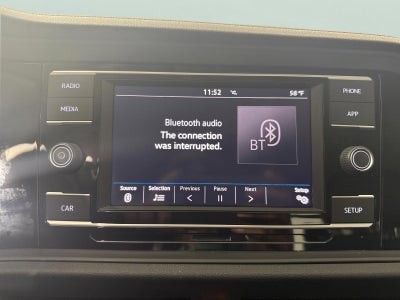 RADIO
MEDIA
CAR
11:52
58 °F
Bluetooth audio
The connection
was interrupted.
BT
Source
Selection
Previous
Pause
Next
Setup
PHONE
APP
SETUP